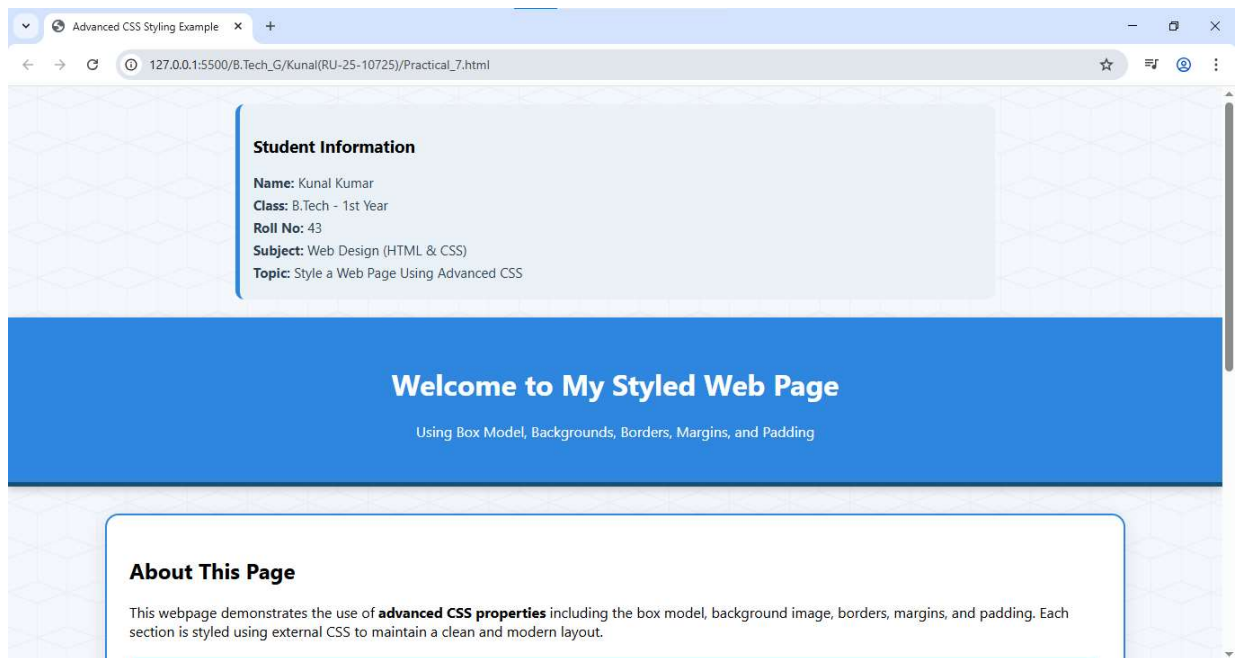 Advanced CSS Styling Example
127.0.0.1:5500/B.Tech_G/Kunal(RU-25-10725)/Practical_7.html
Student Information
Name: Kunal Kumar
Class: B.Tech - 1st Year
Roll No: 43
Subject: Web Design (HTML & CSS)
Topic: Style a Web Page Using Advanced CSS
Welcome to My Styled Web Page
Using Box Model, Backgrounds, Borders, Margins, and Padding
About This Page
This webpage demonstrates the use of advanced CSS properties including the box model, background image, borders, margins, and padding. Each
section is styled using external CSS to maintain a clean and modern layout.